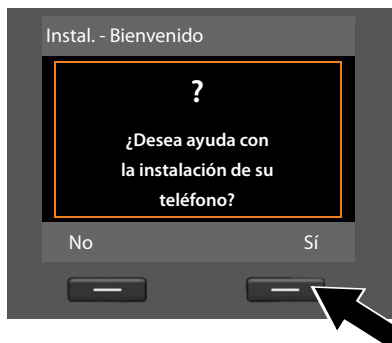 Instal. - Bienvenido
?
¿Desea ayuda con
la instalación de su
teléfono?
No Sí